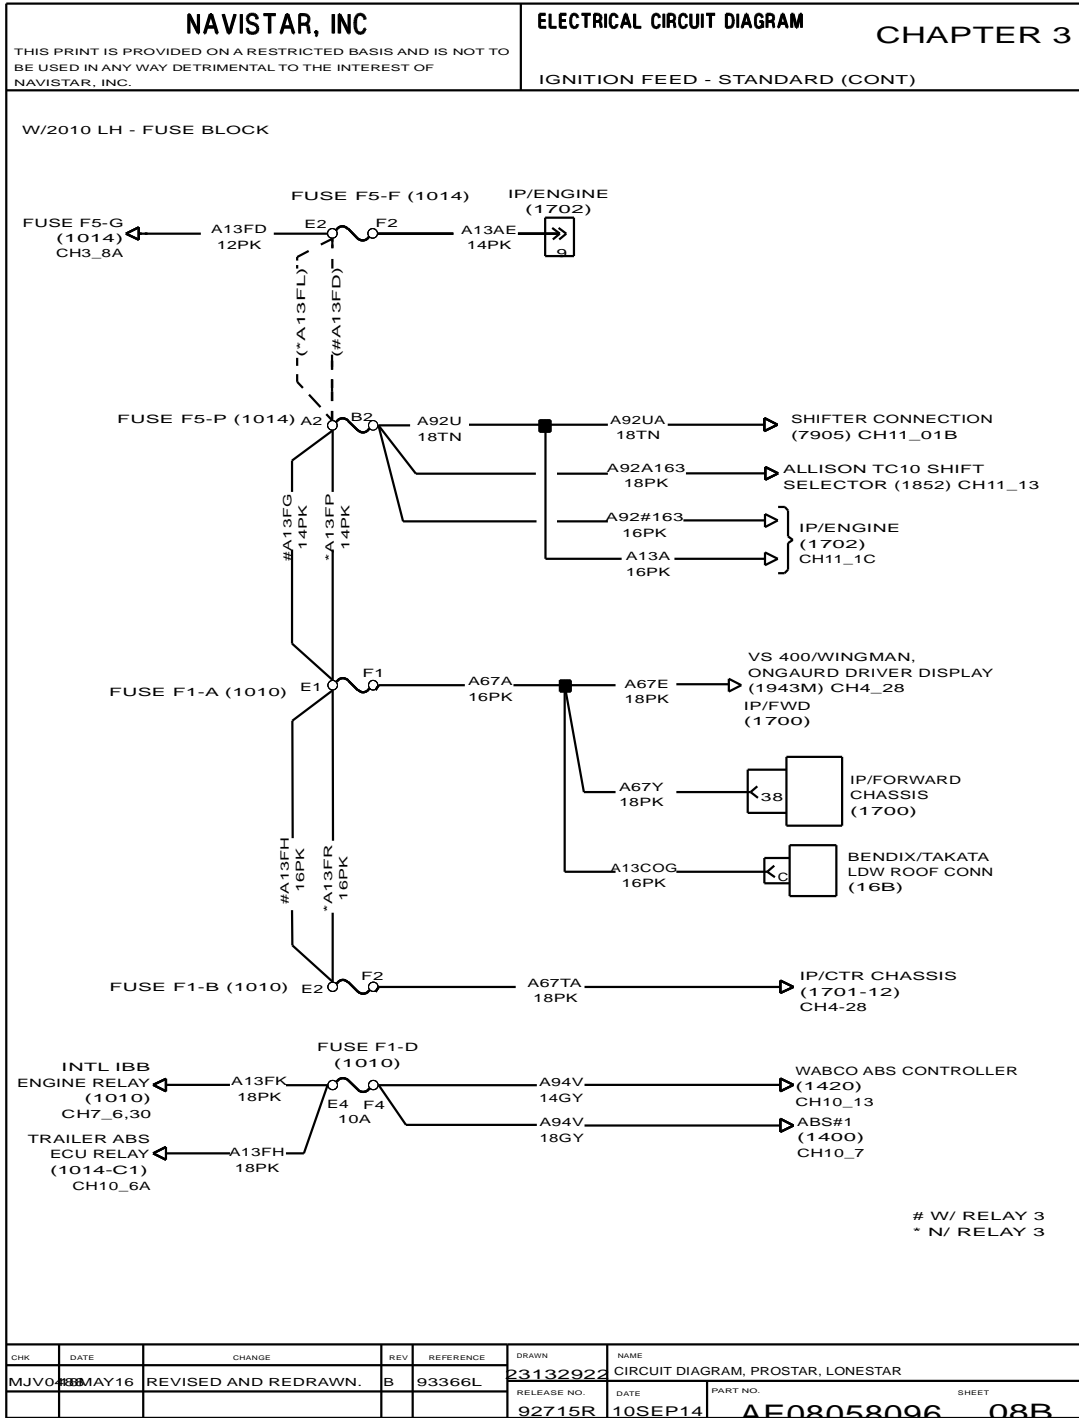 NAVISTAR, INC
THIS PRINT IS PROVIDED ON A RESTRICTED BASIS AND IS NOT TO
BE USED IN ANY WAY DETRIMENTAL TO THE INTEREST OF
NAVISTAR, INC.
ELECTRICAL CIRCUIT DIAGRAM
CHAPTER 3
IGNITION FEED - STANDARD (CONT)
W/2010 LH - FUSE BLOCK
FUSE F5-F (1014)
IP/ENGINE
(1702)
FUSE F5-G
(1014)
CH3_8A
A13FD
12PK
E2
F2
A13AE
14PK
9
(*A13FL)
(#A13FD)
FUSE F5-P (1014)
A2
B2
A92U
18TN
A92UA
18TN
SHIFTER CONNECTION
(7905) CH11_01B
A92A163
18PK
ALLISON TC10 SHIFT
SELECTOR (1852) CH11_13
#A13FG
14PK
*A13FP
14PK
A92#163
16PK
A13A
16PK
IP/ENGINE
(1702)
CH11_1C
FUSE F1-A (1010)
E1
F1
A67A
16PK
A67E
18PK
VS 400/WINGMAN,
ONGAURD DRIVER DISPLAY
(1943M) CH4_28
IP/FWD
(1700)
A67Y
18PK
38
IP/FORWARD
CHASSIS
(1700)
#A13FH
16PK
*A13FR
16PK
A13COG
16PK
C
BENDIX/TAKATA
LDW ROOF CONN
(16B)
FUSE F1-B (1010)
E2
F2
A67TA
18PK
IP/CTR CHASSIS
(1701-12)
CH4-28
FUSE F1-D
(1010)
INTL IBB
ENGINE RELAY
(1010)
CH7_6,30
A13FK
18PK
E4
F4
10A
A94V
14GY
WABCO ABS CONTROLLER
(1420)
CH10_13
TRAILER ABS
ECU RELAY
(1014-C1)
CH10_6A
A13FH
18PK
A94V
18GY
ABS#1
(1400)
CH10_7
# W/ RELAY 3
* N/ RELAY 3
CHK
DATE
CHANGE
REV
REFERENCE
DRAWN
NAME
MAY16
REVISED AND REDRAWN.
B
93366L
23132922
CIRCUIT DIAGRAM, PROSTAR, LONESTAR
RELEASE NO.
DATE
PART NO.
SHEET
92715R
10SEP14
AE08058096
08B